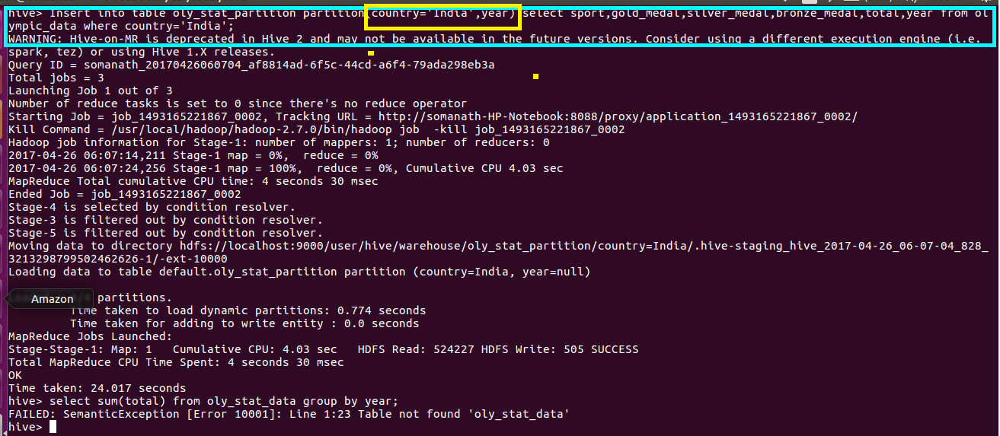 hive> Insert into table oly_stat_partition partition(country='India',year) select sport,gold_medal,silver_medal,bronze_medal,total,year from ol
ympic_data where country='India';
WARNING: Hive-on-MR is deprecated in Hive 2 and may not be available in the future versions. Consider using a different execution engine (i.e.
spark, tez) or using Hive 1.X releases.
Query ID = somanath_20170426060704_af8814ad-6f5c-44cd-a6f4-79ada298eb3a
Total jobs = 3
Launching Job 1 out of 3
Number of reduce tasks is set to 0 since there's no reduce operator
Starting Job = job_1493165221867_0002, Tracking URL = http://somanath-HP-Notebook:8088/proxy/application_1493165221867_0002/
Kill Command = /usr/local/hadoop/hadoop-2.7.0/bin/hadoop job  -kill job_1493165221867_0002
Hadoop job information for Stage-1: number of mappers: 1; number of reducers: 0
2017-04-26 06:07:14,211 Stage-1 map = 0%,  reduce = 0%
2017-04-26 06:07:24,256 Stage-1 map = 100%,  reduce = 0%, Cumulative CPU 4.03 sec
MapReduce Total cumulative CPU time: 4 seconds 30 msec
Ended Job = job_1493165221867_0002
Stage-4 is selected by condition resolver.
Stage-3 is filtered out by condition resolver.
Stage-5 is filtered out by condition resolver.
Moving data to directory hdfs://localhost:9000/user/hive/warehouse/oly_stat_partition/country=India/.hive-staging_hive_2017-04-26_06-07-04_828_
3213298799502462626-1/-ext-10000
Loading data to table default.oly_stat_partition partition (country=India, year=null)
Amazon partitions.
Time taken to load dynamic partitions: 0.774 seconds
Time taken for adding to write entity : 0.0 seconds
MapReduce Jobs Launched:
Stage-Stage-1: Map: 1   Cumulative CPU: 4.03 sec   HDFS Read: 524227 HDFS Write: 505 SUCCESS
Total MapReduce CPU Time Spent: 4 seconds 30 msec
OK
Time taken: 24.017 seconds
hive> select sum(total) from oly_stat_data group by year;
FAILED: SemanticException [Error 10001]: Line 1:23 Table not found 'oly_stat_data'
hive>